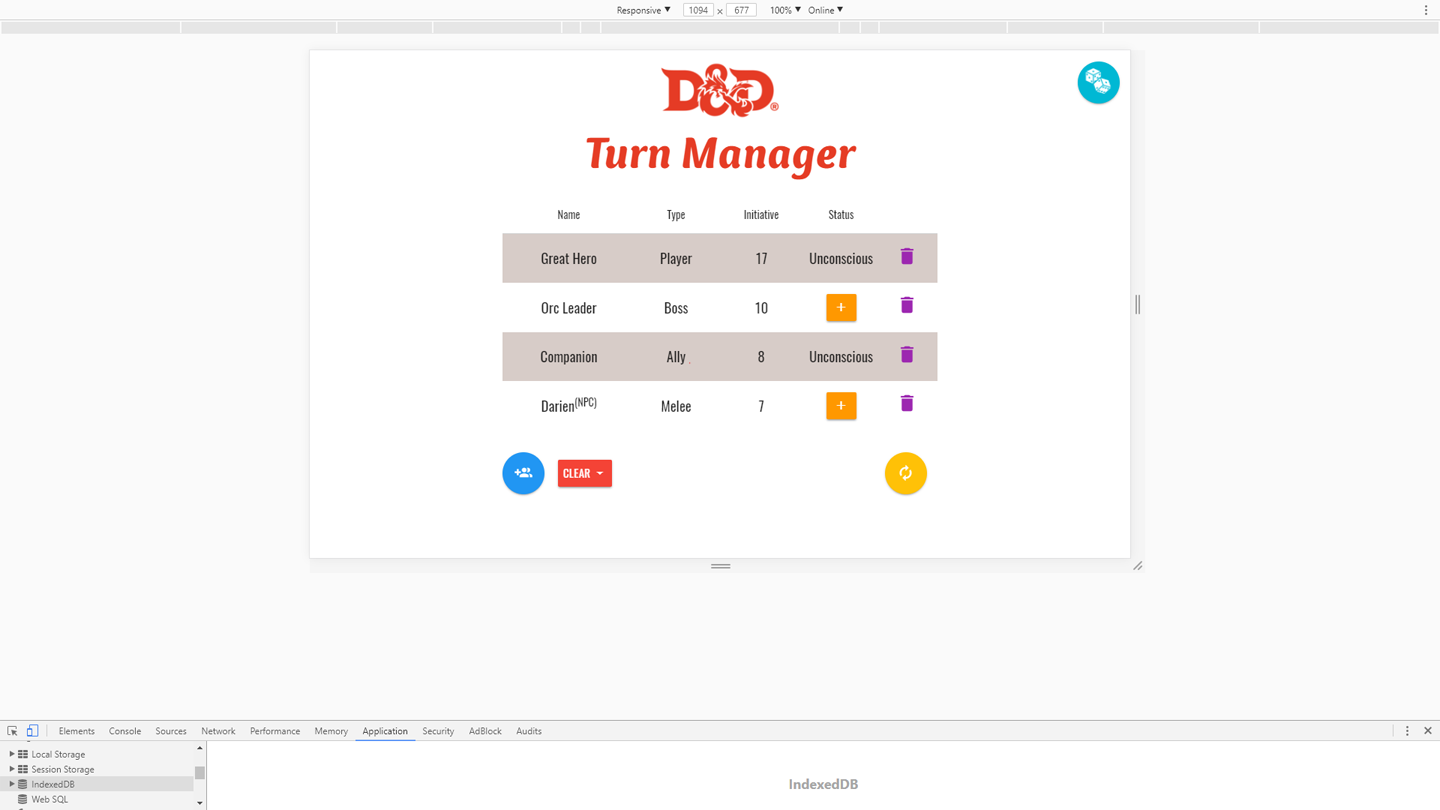 Responsive ▼ 1094 × 677 100% ▼ Online ▼
D&D®
Turn Manager
Name Type Initiative Status
Great Hero Player 17 Unconscious
Orc Leader Boss 10 +
Companion Ally 8 Unconscious
Darien(NPC) Melee 7 +
CLEAR
Elements Console Sources Network Performance Memory Application Security AdBlock Audits
Local Storage
Session Storage
IndexedDB
Web SQL
IndexedDB